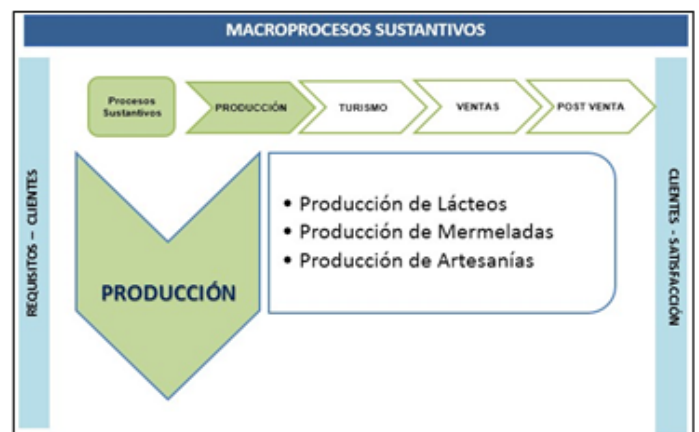 MACROPROCESOS SUSTANTIVOS
REQUISITOS – CLIENTES
Procesos
Sustantivos
PRODUCCIÓN
TURISMO
VENTAS
POST VENTA
PRODUCCIÓN
• Producción de Lácteos
• Producción de Mermeladas
• Producción de Artesanías
CLIENTES - SATISFACCIÓN